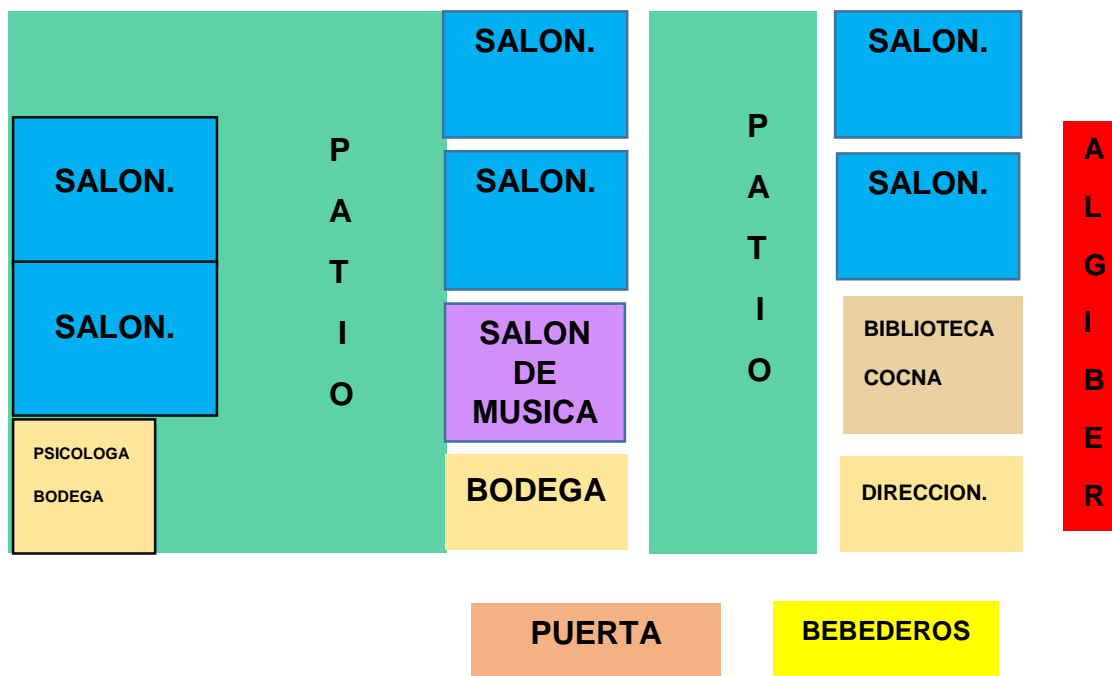 SALON.
SALON.
PSICOLOGA
BODEGA
P
A
T
I
O
SALON.
SALON.
SALON
DE
MUSICA
BODEGA
P
A
T
I
O
SALON.
SALON.
BIBLIOTECA
COCNA
DIRECCION.
A
L
G
I
B
E
R
PUERTA
BEBEDEROS